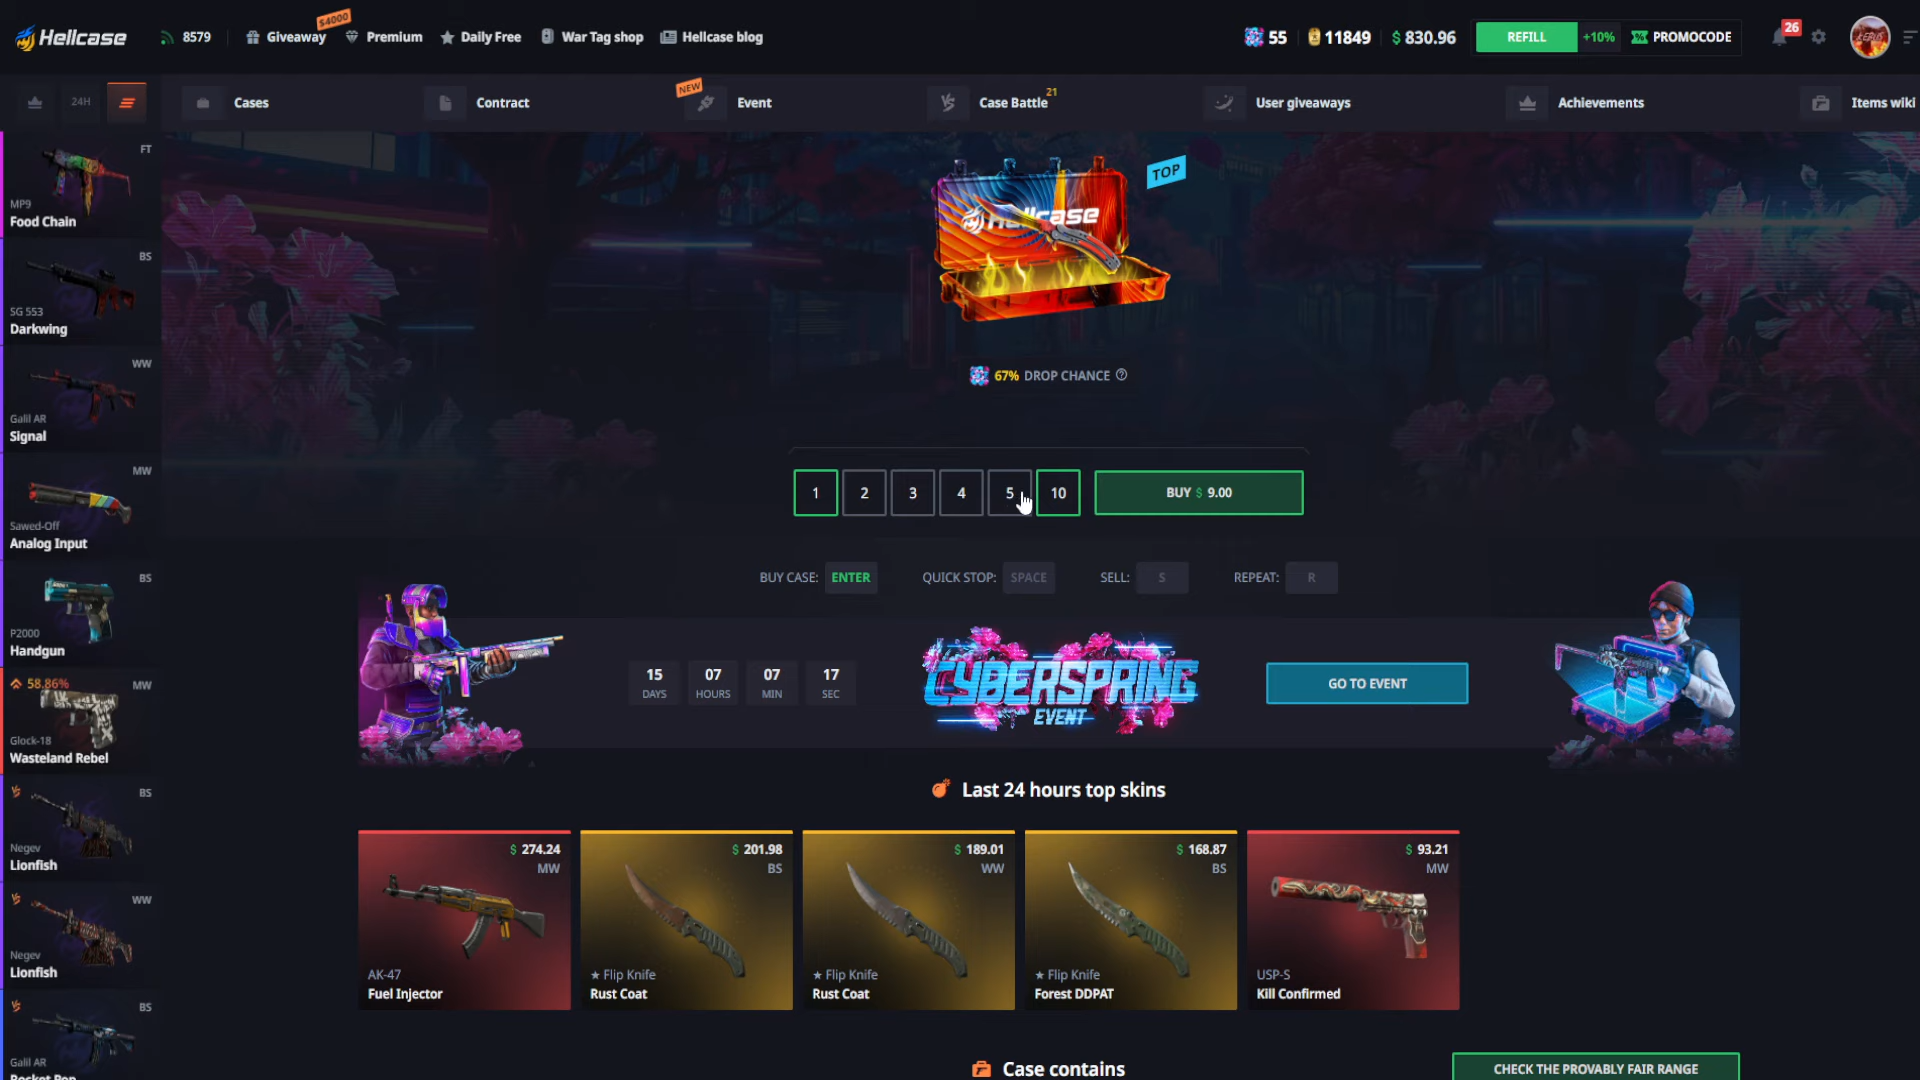 Hellcase
8579
Giveaway
$4000
Premium
Daily Free
War Tag shop
Hellcase blog
55
11849
$ 830.96
REFILL
+10%
PROMOCODE
26
24H
Cases
Contract
NEW
Event
Case Battle
21
User giveaways
Achievements
Items wiki
FT
MP9
Food Chain
BS
SG 553
Darkwing
WW
Galil AR
Signal
MW
Sawed-Off
Analog Input
BS
P2000
Handgun
58.86%
MW
Glock-18
Wasteland Rebel
BS
Negev
Lionfish
WW
Negev
Lionfish
BS
Galil AR
Rocket Pop
Hellcase
TOP
67% DROP CHANCE
1
2
3
4
5
10
BUY $ 9.00
BUY CASE: ENTER
QUICK STOP: SPACE
SELL: S
REPEAT: R
15
DAYS
07
HOURS
07
MIN
17
SEC
CYBERSPRING
EVENT
GO TO EVENT
Last 24 hours top skins
$ 274.24
MW
AK-47
Fuel Injector
$ 201.98
BS
★ Flip Knife
Rust Coat
$ 189.01
WW
★ Flip Knife
Rust Coat
$ 168.87
BS
★ Flip Knife
Forest DDPAT
$ 93.21
MW
USP-S
Kill Confirmed
Case contains
CHECK THE PROVABLY FAIR RANGE